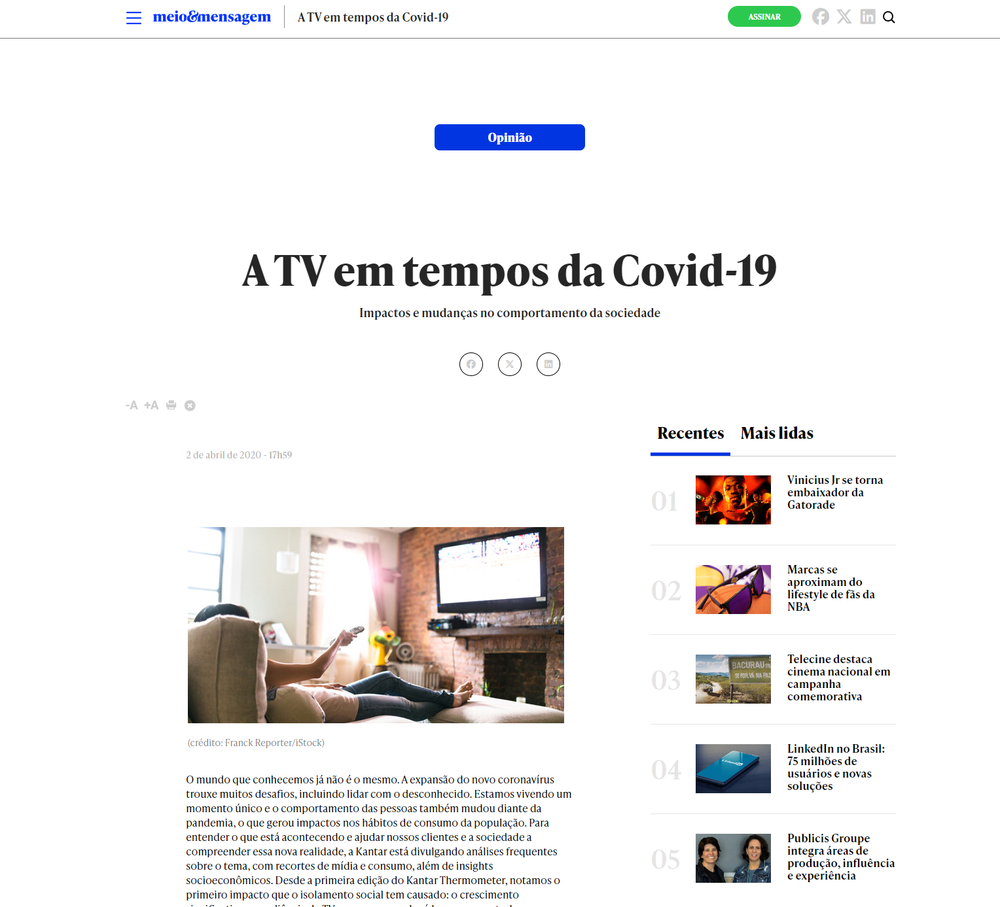 meio&mensagem
A TV em tempos da Covid-19
ASSINAR
Opinião
A TV em tempos da Covid-19
Impactos e mudanças no comportamento da sociedade
-A +A
2 de abril de 2020 - 17h59
(crédito: Franck Reporter/iStock)
O mundo que conhecemos já não é o mesmo. A expansão do novo coronavírus
trouxe muitos desafios, incluindo lidar com o desconhecido. Estamos vivendo um
momento único e o comportamento das pessoas também mudou diante da
pandemia, o que gerou impactos nos hábitos de consumo da população. Para
entender o que está acontecendo e ajudar nossos clientes e a sociedade a
compreender essa nova realidade, a Kantar está divulgando análises frequentes
sobre o tema, com recortes de mídia e consumo, além de insights
socioeconômicos. Desde a primeira edição do Kantar Thermometer, notamos o
primeiro impacto que o isolamento social tem causado: o crescimento
Recentes
Mais lidas
01
Vinicius Jr se torna
embaixador da
Gatorade
02
Marcas se
aproximam do
lifestyle de fãs da
NBA
03
BACURAU
SE FOR, VÁ NA PAZ
Telecine destaca
cinema nacional em
campanha
comemorativa
04
LinkedIn no Brasil:
75 milhões de
usuários e novas
soluções
05
Publicis Groupe
integra áreas de
produção, influência
e experiência